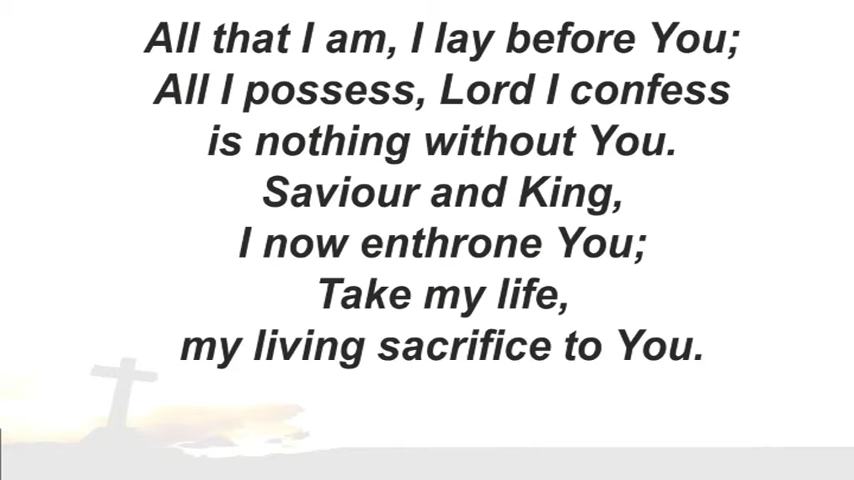 All that I am, I lay before You;
All I possess, Lord I confess
is nothing without You.
Saviour and King,
I now enthrone You;
Take my life,
my living sacrifice to You.